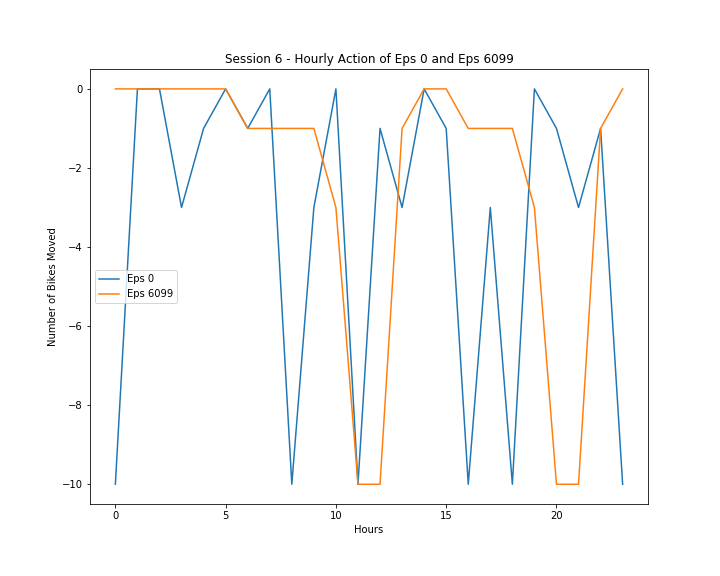 Session 6 - Hourly Action of Eps 0 and Eps 6099
Number of Bikes Moved
0
−2
−4
−6
−8
−10
Eps 0
Eps 6099
0 5 10 15 20
Hours